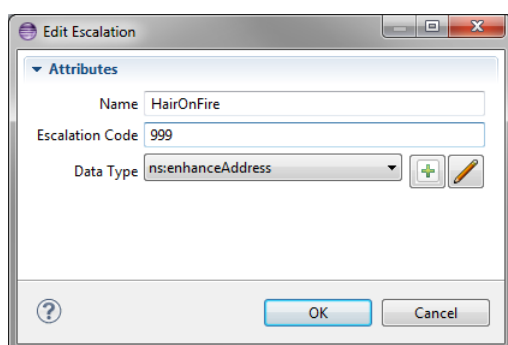 Edit Escalation
Attributes
Name HairOnFire
Escalation Code 999
Data Type ns:enhanceAddress
? OK Cancel